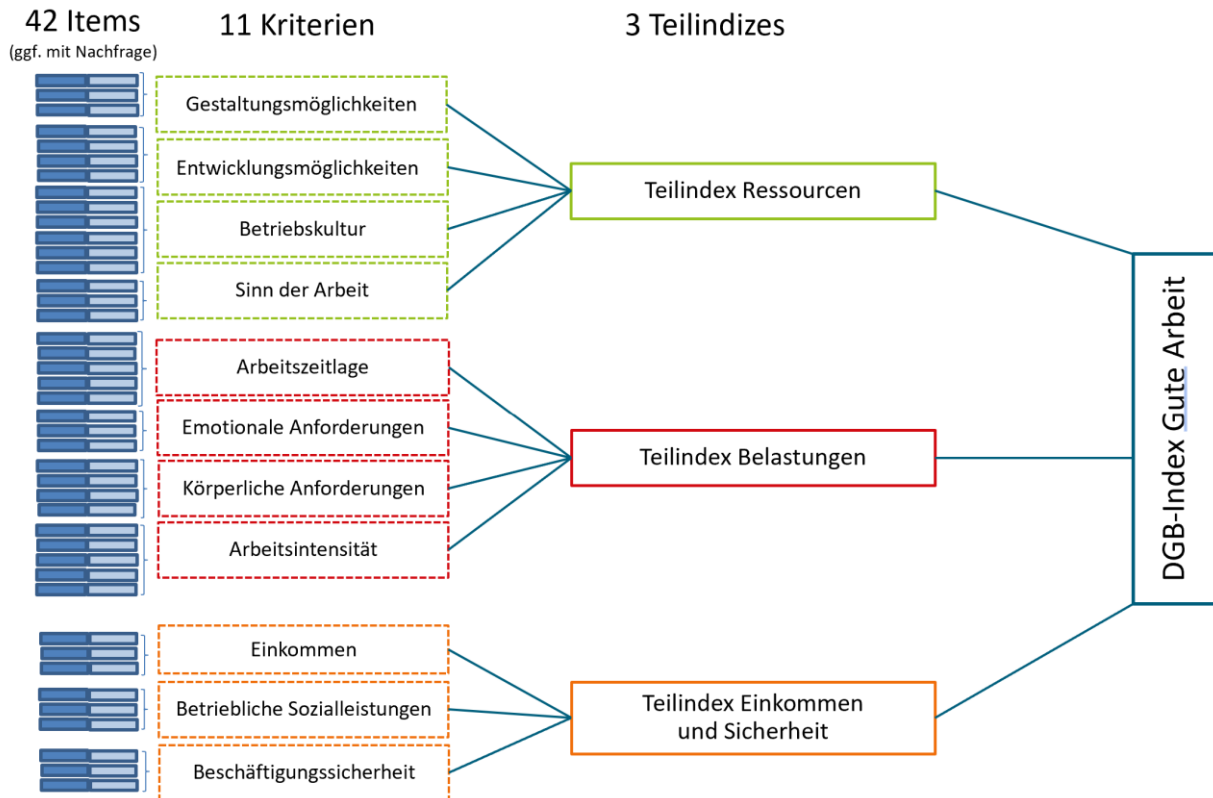 42 Items
(ggf. mit Nachfrage)
11 Kriterien
3 Teilindizes
Gestaltungsmöglichkeiten
Entwicklungsmöglichkeiten
Betriebskultur
Sinn der Arbeit
Teilindex Ressourcen
Arbeitszeitlage
Emotionale Anforderungen
Körperliche Anforderungen
Arbeitsintensität
Teilindex Belastungen
Einkommen
Betriebliche Sozialleistungen
Beschäftigungssicherheit
Teilindex Einkommen
und Sicherheit
DGB-Index Gute Arbeit